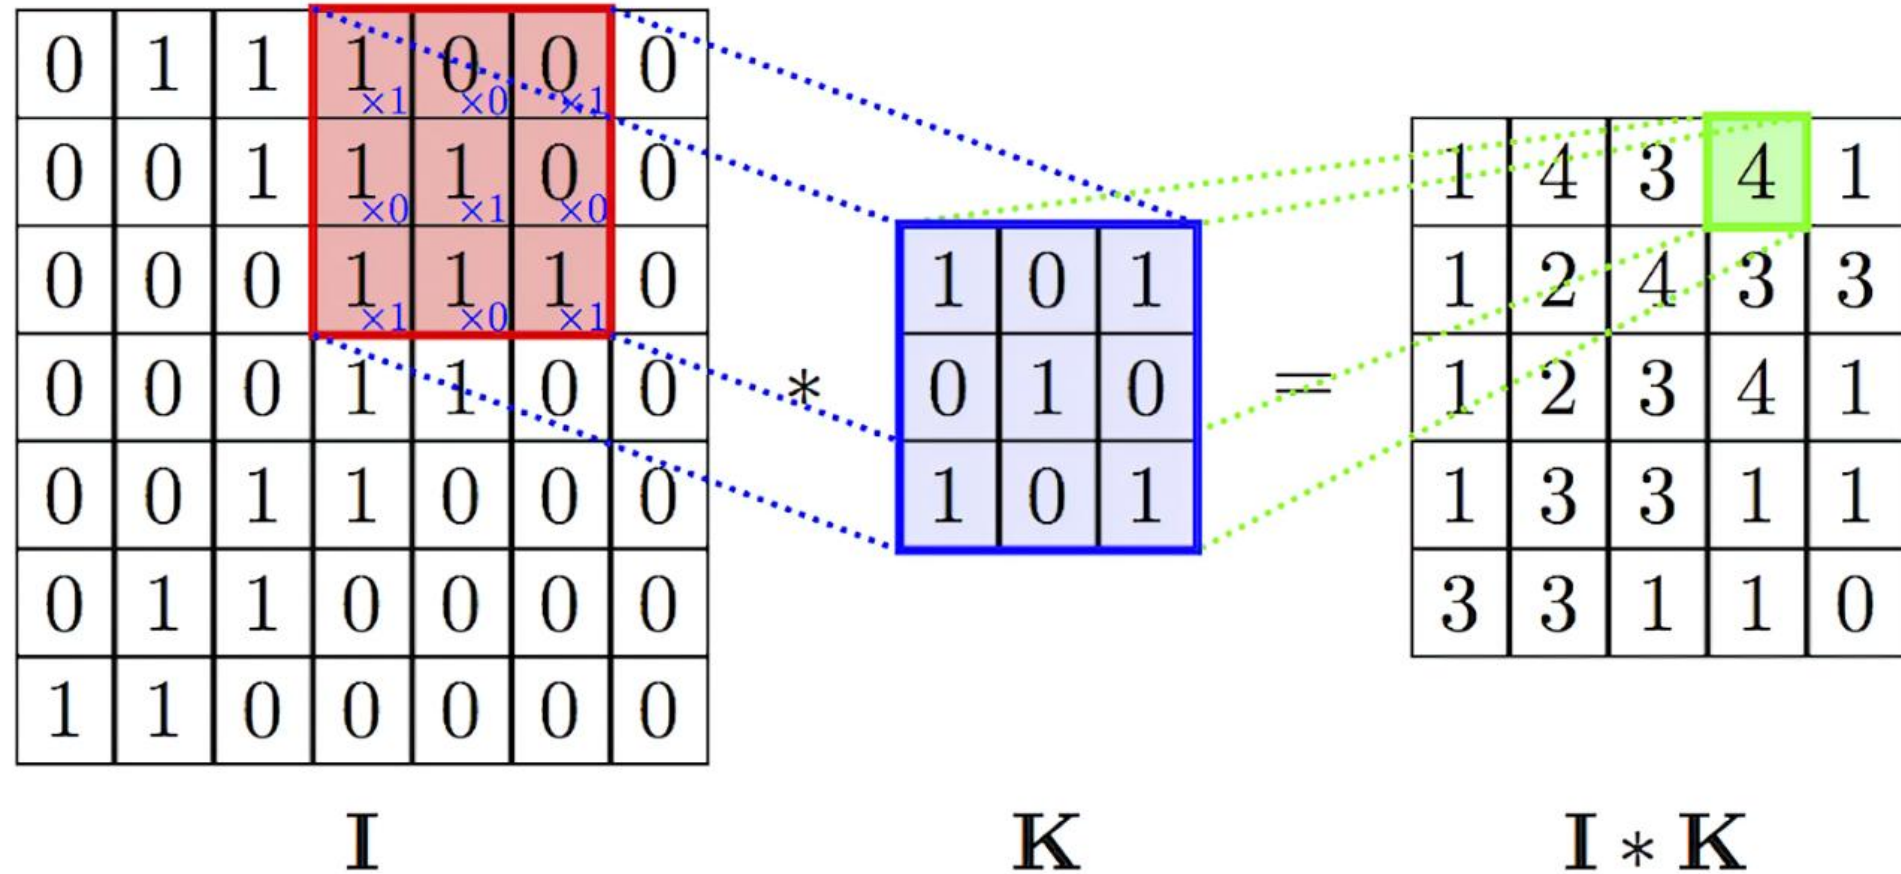 0 1 1 1×1 0×0 0×1 0
0 0 1 1×0 1×1 0×0 0
0 0 0 1×1 1×0 1×1 0
0 0 0 1 1 0 0
0 0 1 1 0 0 0
0 1 1 0 0 0 0
1 1 0 0 0 0 0
I
*
1 0 1
0 1 0
1 0 1
K
=
1 4 3 4 1
1 2 4 3 3
1 2 3 4 1
1 3 3 1 1
3 3 1 1 0
I * K